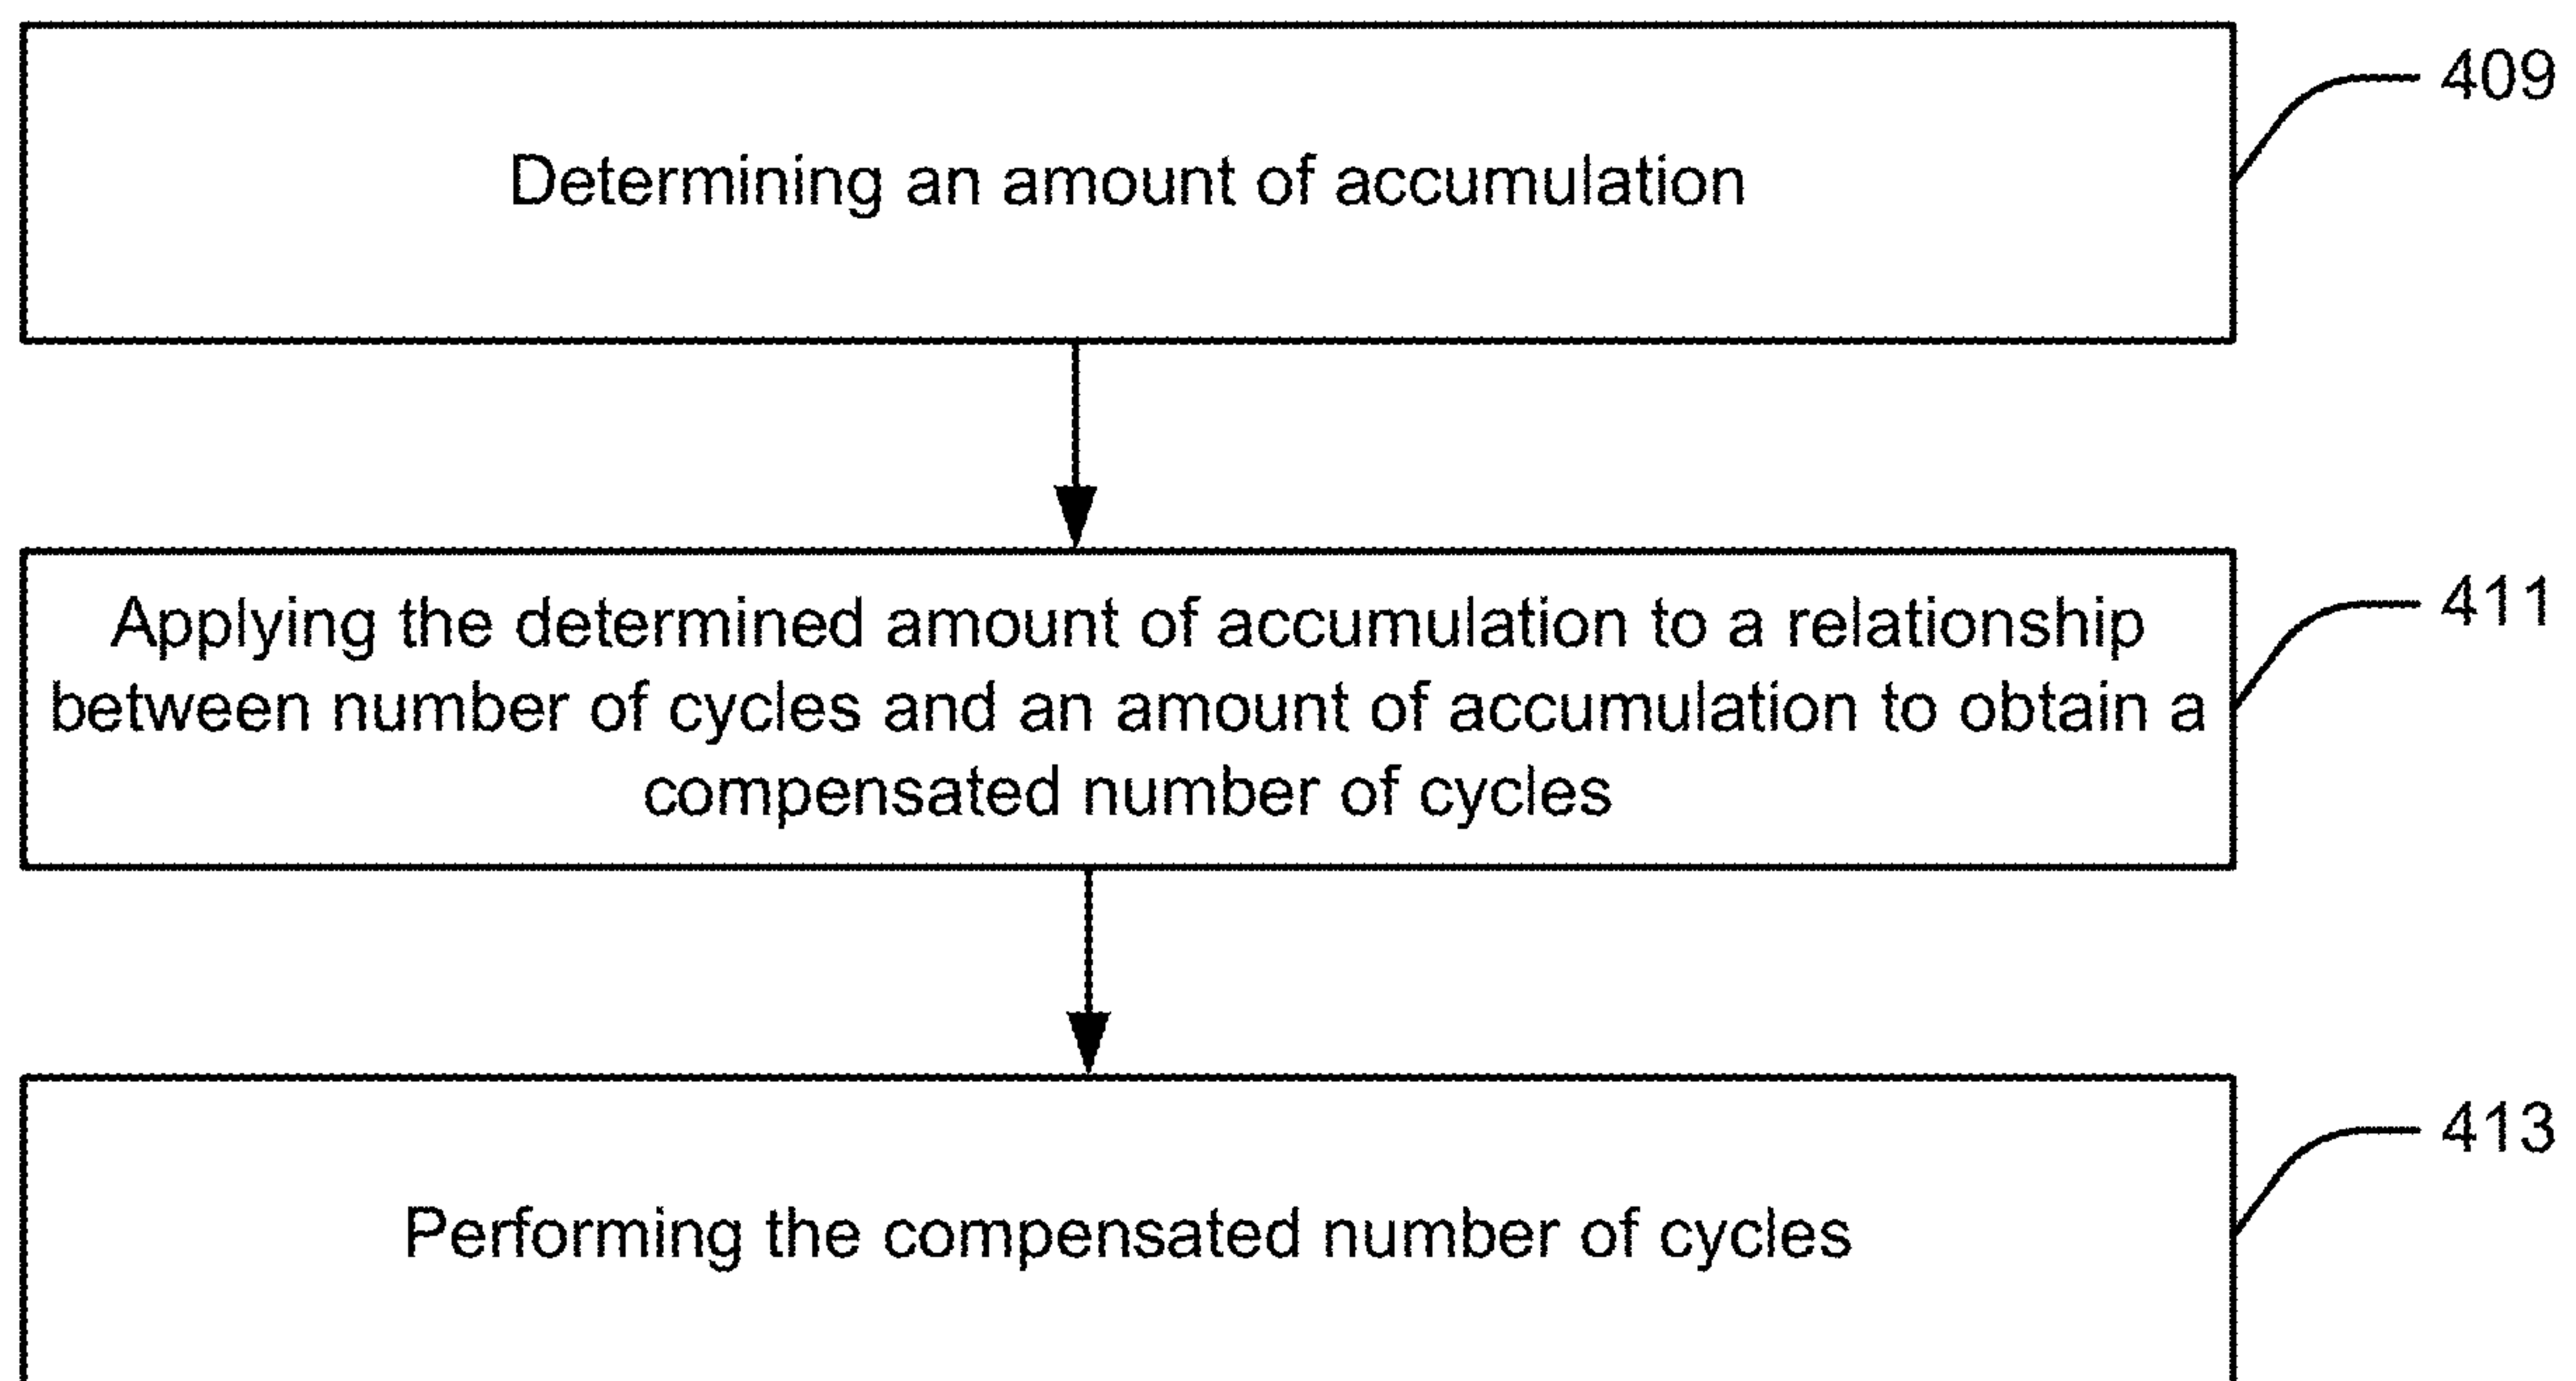 409
Determining an amount of accumulation
411
Applying the determined amount of accumulation to a relationship
between number of cycles and an amount of accumulation to obtain a
compensated number of cycles
413
Performing the compensated number of cycles